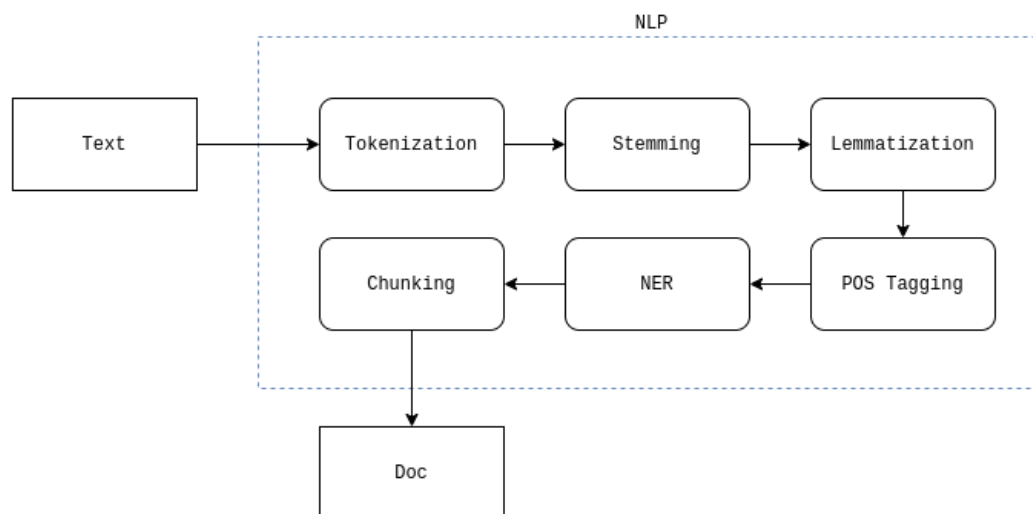 NLP
Text
Tokenization
Stemming
Lemmatization
POS Tagging
NER
Chunking
Doc